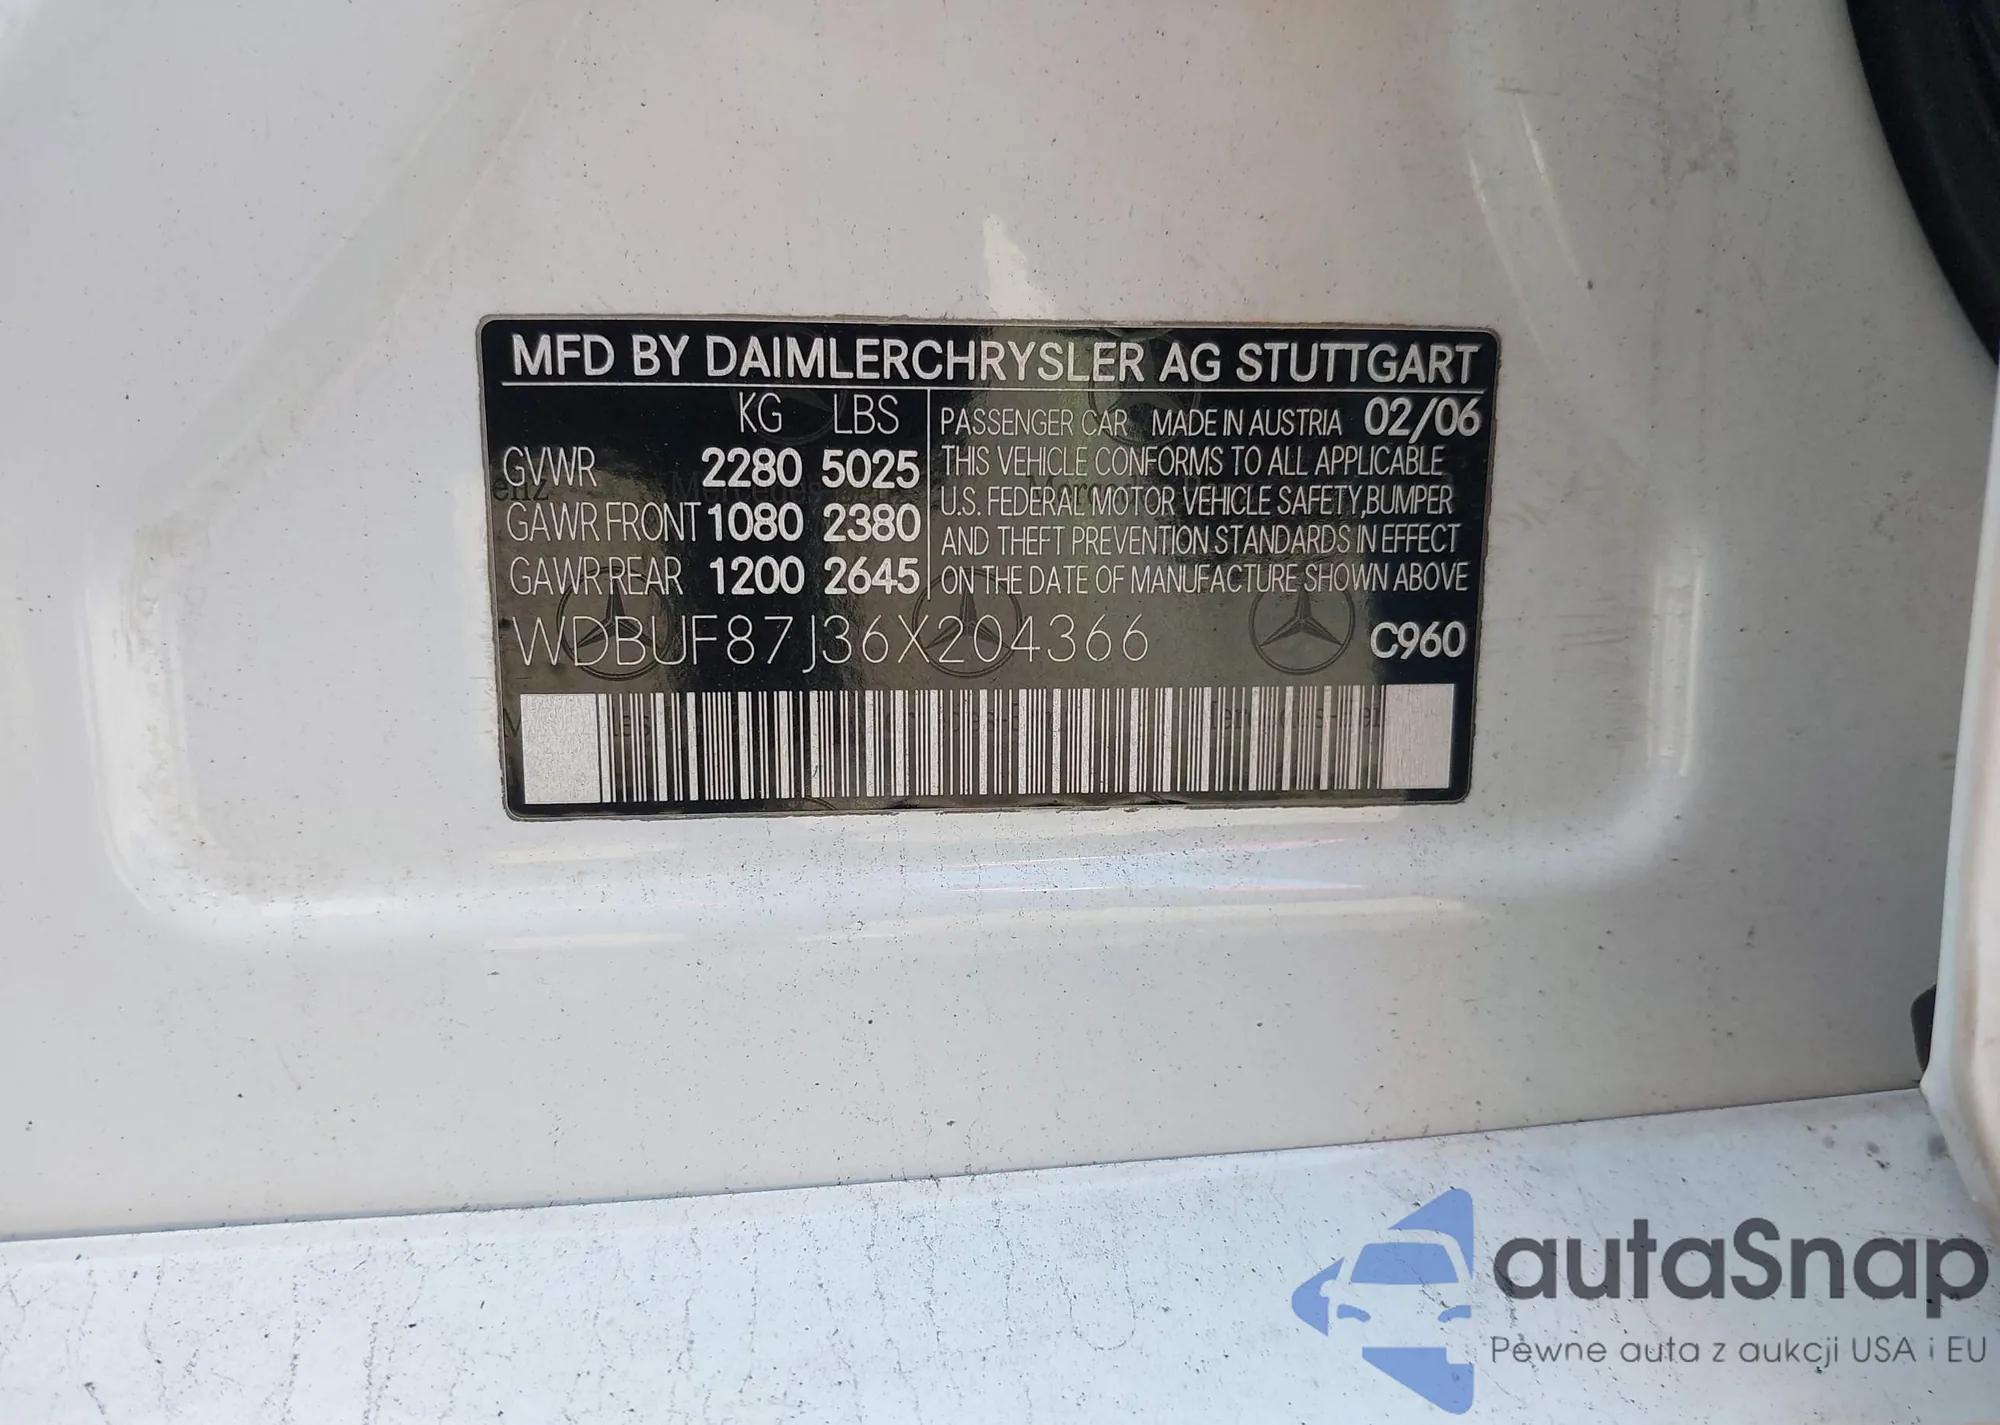 MFD BY DAIMLERCHRYSLER AG STUTTGART
KG LBS
GVWR 2280 5025
GAWR FRONT 1080 2380
GAWR REAR 1200 2645
PASSENGER CAR MADE IN AUSTRIA 02/06
THIS VEHICLE CONFORMS TO ALL APPLICABLE
U.S. FEDERAL MOTOR VEHICLE SAFETY,BUMPER
AND THEFT PREVENTION STANDARDS IN EFFECT
ON THE DATE OF MANUFACTURE SHOWN ABOVE
WDBUF87J36X204366 C960
autaSnap
Pewne auta z aukcji USA i EU